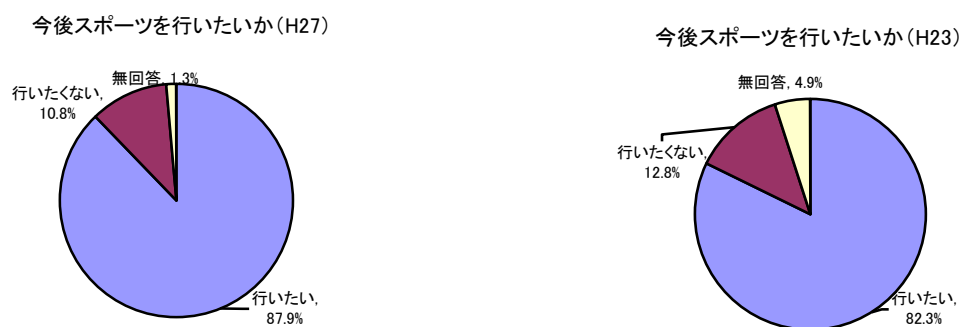 今後スポーツを行いたいか(H27)
無回答, 1.3%
行いたくない,
10.8%
行いたい,
87.9%
今後スポーツを行いたいか(H23)
無回答, 4.9%
行いたくない,
12.8%
行いたい,
82.3%